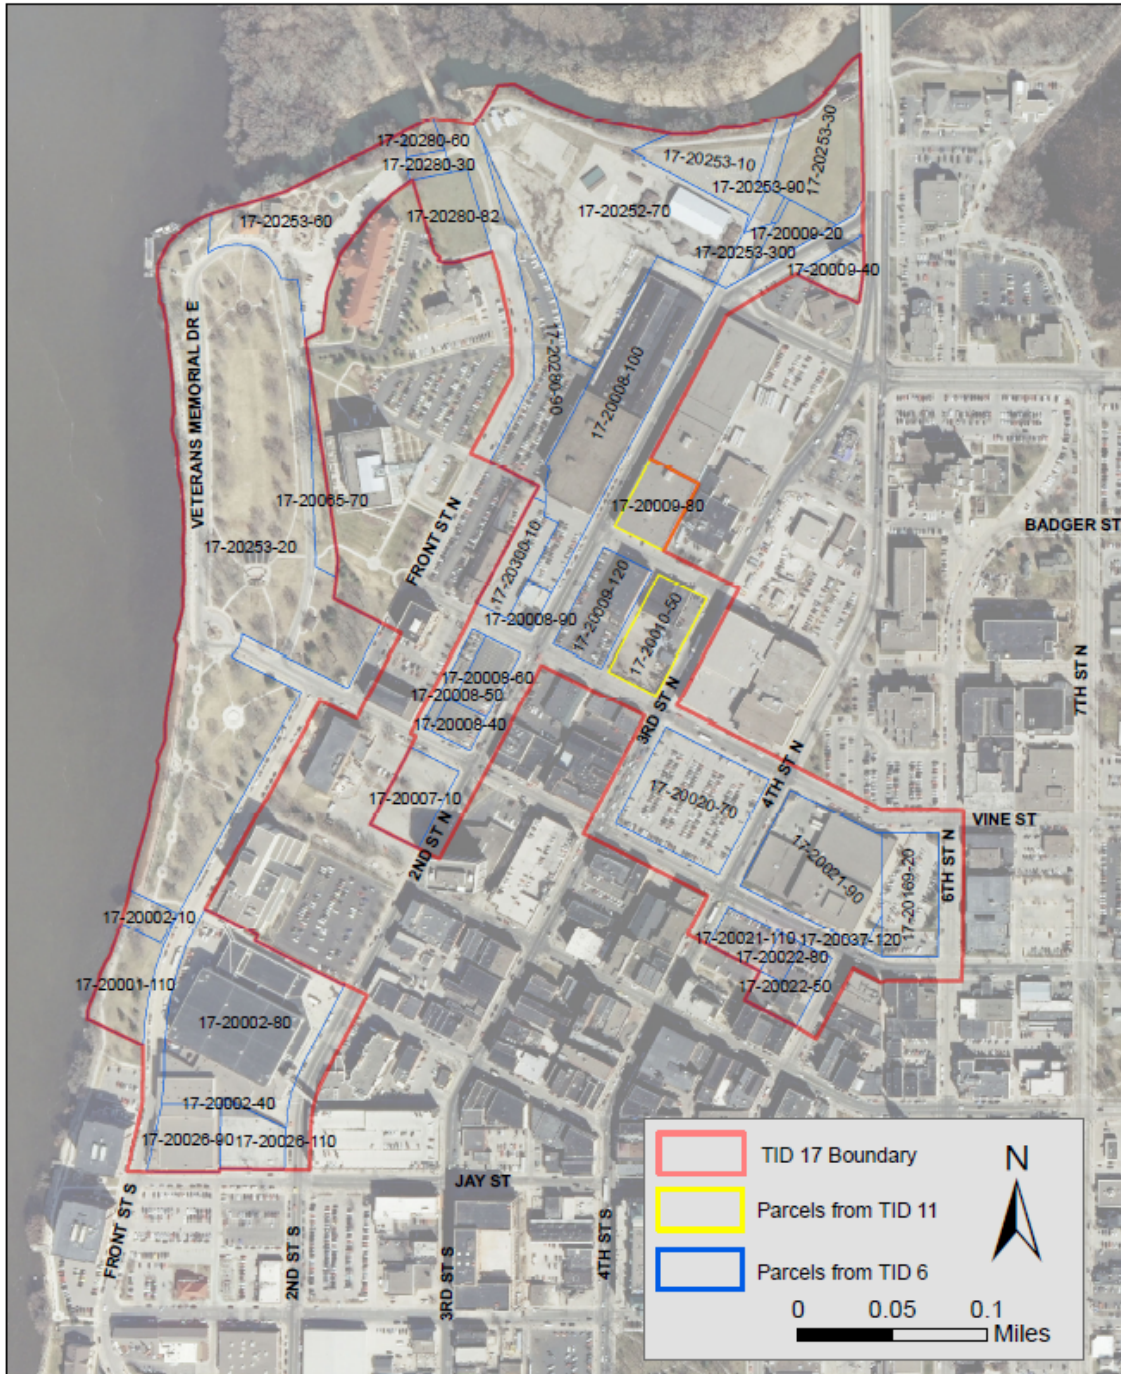 17-20280-60
17-20280-30
17-20253-30
17-20253-10
17-20253-90
17-20280-82
17-20252-70
17-20253-60
17-20009-20
17-20253-300
17-20009-40
VETERANS MEMORIAL DR E
17-20280-90
17-20008-100
17-20065-70
17-20009-80
BADGER ST
17-20253-20
FRONT ST N
17-20300-10
17-20009-120
17-20008-90
17-20010-50
7TH ST N
17-20008-60
17-20008-50
17-20008-40
3RD ST N
4TH ST N
17-20007-10
17-20020-70
VINE ST
2ND ST N
17-20021-90
17-20169-20
6TH ST N
17-20002-10
17-20021-110
17-20037-120
17-20022-80
17-20001-110
17-20022-50
17-20002-80
17-20002-40
17-20026-90
17-20026-110
JAY ST
FRONT ST S
2ND ST S
3RD ST S
4TH ST S
TID 17 Boundary
Parcels from TID 11
Parcels from TID 6
N
0 0.05 0.1
Miles